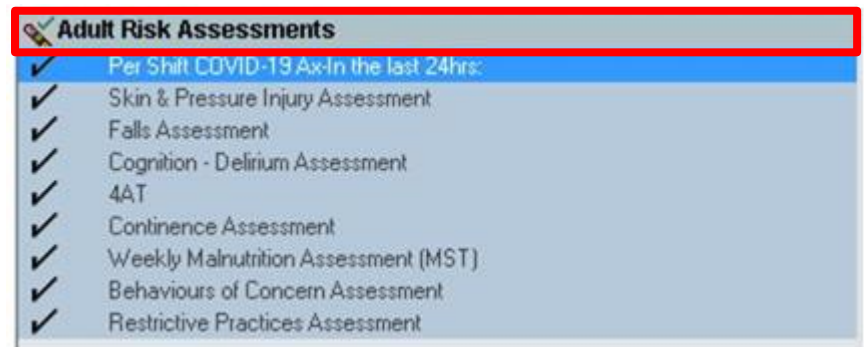 Adult Risk Assessments
Per Shift COVID-19 Ax-In the last 24hrs:
Skin & Pressure Injury Assessment
Falls Assessment
Cognition - Delirium Assessment
4AT
Continence Assessment
Weekly Malnutrition Assessment (MST)
Behaviours of Concern Assessment
Restrictive Practices Assessment